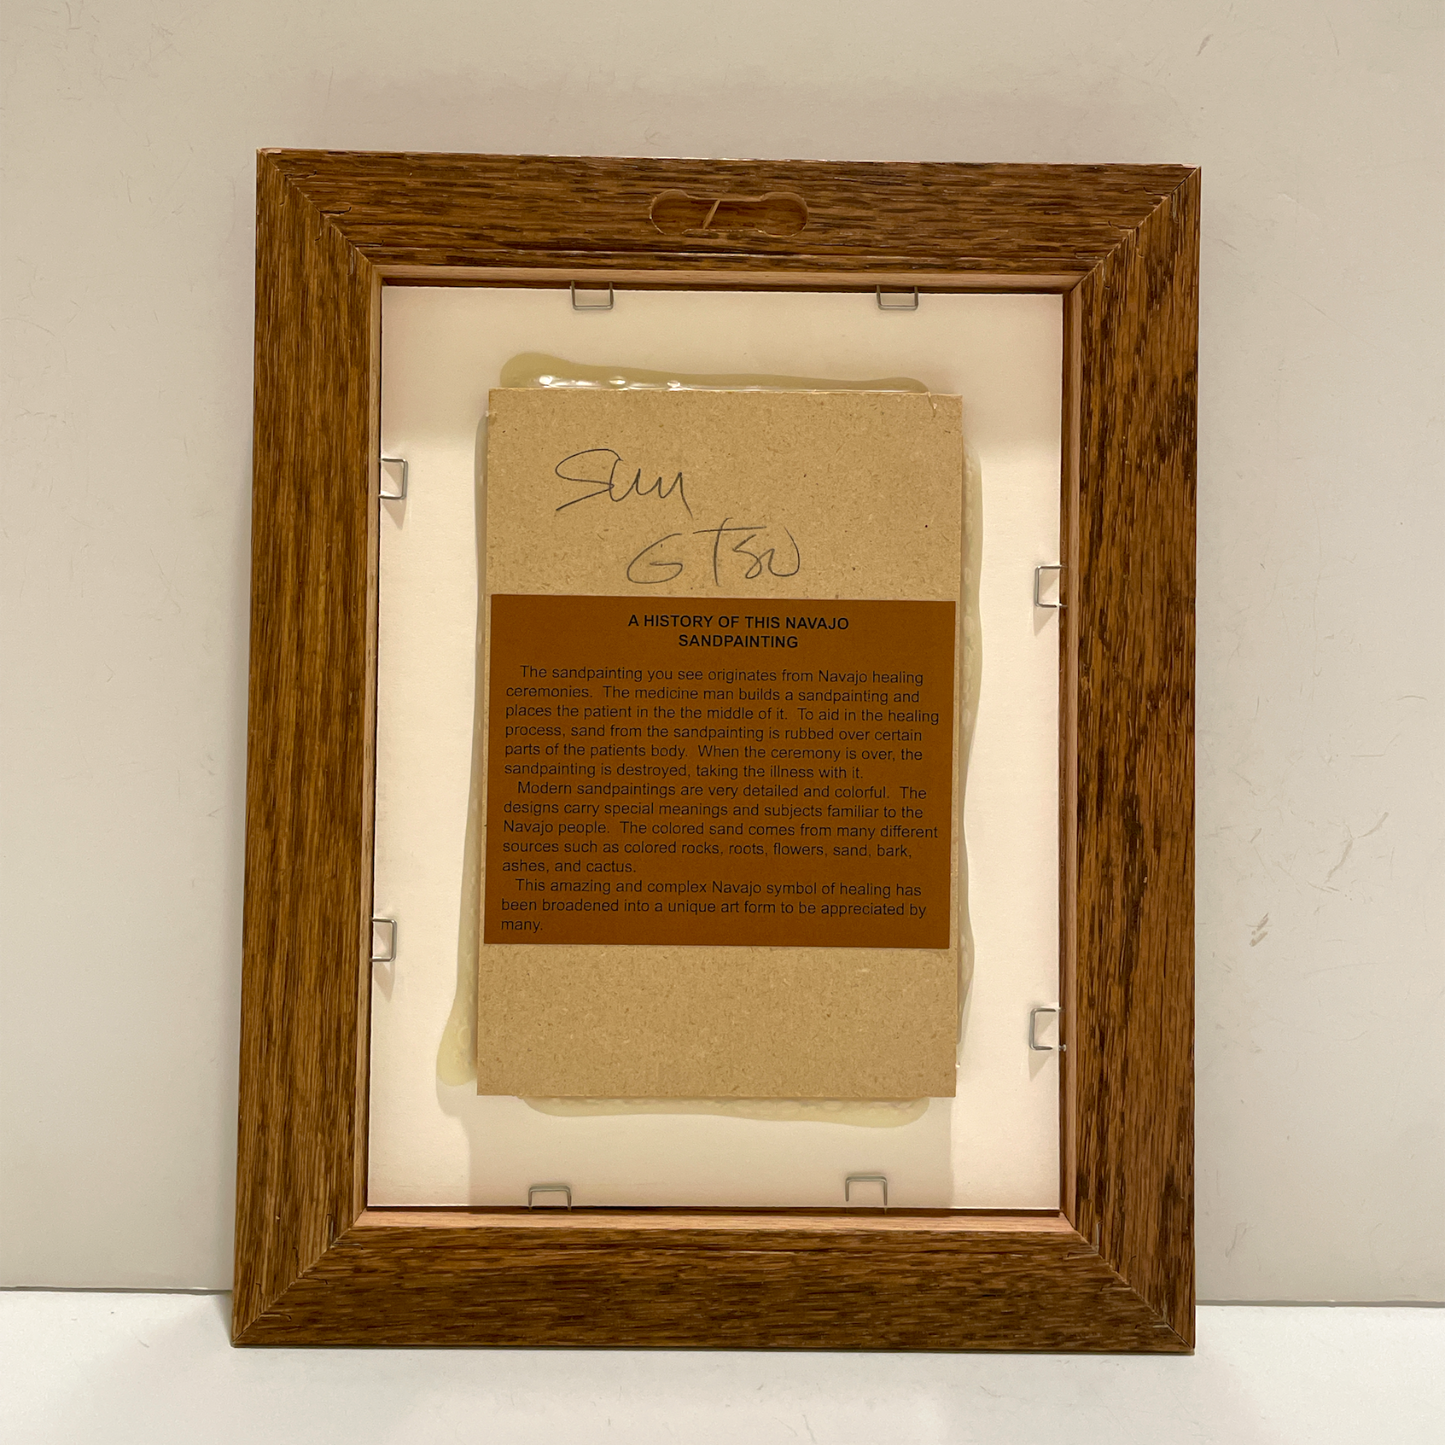 Sun
GTSO
A HISTORY OF THIS NAVAJO
SANDPAINTING
The sandpainting you see originates from Navajo healing
ceremonies. The medicine man builds a sandpainting and
places the patient in the the middle of it. To aid in the healing
process, sand from the sandpainting is rubbed over certain
parts of the patients body. When the ceremony is over, the
sandpainting is destroyed, taking the illness with it.
Modern sandpaintings are very detailed and colorful. The
designs carry special meanings and subjects familiar to the
Navajo people. The colored sand comes from many different
sources such as colored rocks, roots, flowers, sand, bark,
ashes, and cactus.
This amazing and complex Navajo symbol of healing has
been broadened into a unique art form to be appreciated by
many.